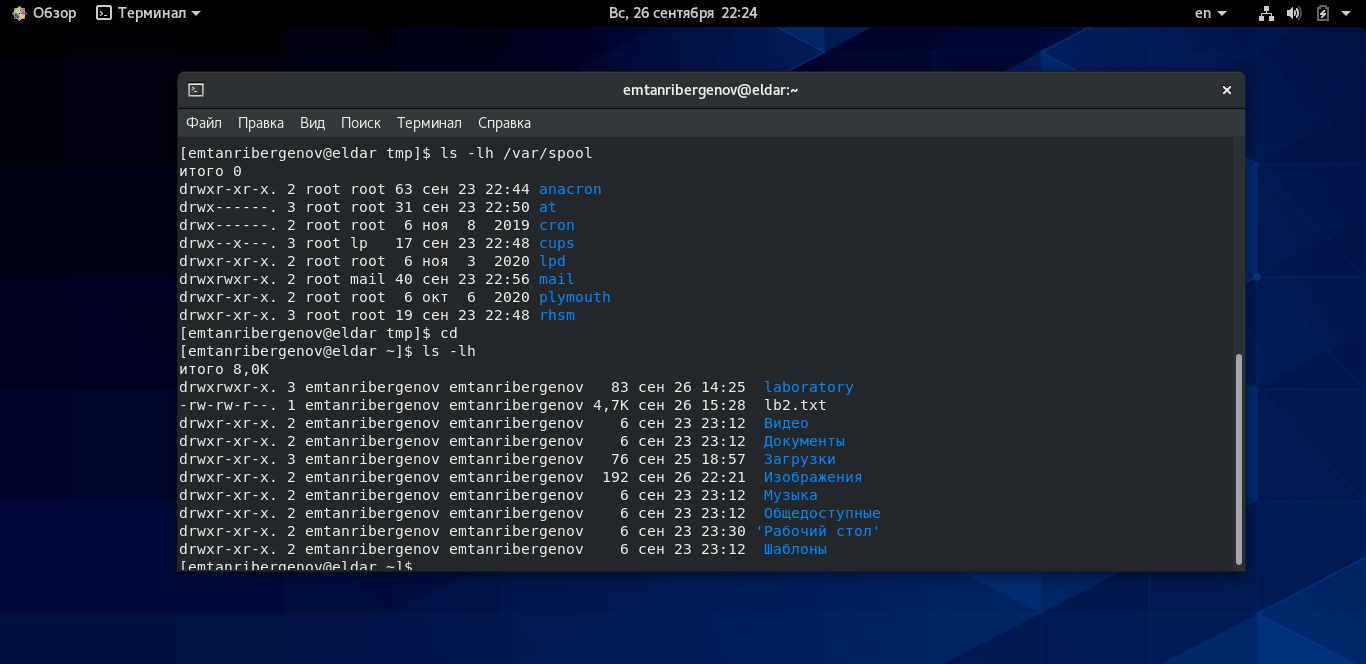 Обзор Терминал Вс, 26 сентября 22:24 en
emtanribergenov@eldar:~
Файл Правка Вид Поиск Терминал Справка
[emtanribergenov@eldar tmp]$ ls -lh /var/spool
итого 0
drwxr-xr-x. 2 root root 63 сен 23 22:44 anacron
drwx------. 3 root root 31 сен 23 22:50 at
drwx------. 2 root root  6 ноя  8  2019 cron
drwx--x---. 3 root lp   17 сен 23 22:48 cups
drwxr-xr-x. 2 root root  6 ноя  3  2020 lpd
drwxrwxr-x. 2 root mail 40 сен 23 22:56 mail
drwxr-xr-x. 2 root root  6 окт  6  2020 plymouth
drwxr-xr-x. 3 root root 19 сен 23 22:48 rhsm
[emtanribergenov@eldar tmp]$ cd
[emtanribergenov@eldar ~]$ ls -lh
итого 8,0K
drwxrwxr-x. 3 emtanribergenov emtanribergenov   83 сен 26 14:25  laboratory
-rw-rw-r--. 1 emtanribergenov emtanribergenov 4,7K сен 26 15:28  lb2.txt
drwxr-xr-x. 2 emtanribergenov emtanribergenov    6 сен 23 23:12  Видео
drwxr-xr-x. 2 emtanribergenov emtanribergenov    6 сен 23 23:12  Документы
drwxr-xr-x. 3 emtanribergenov emtanribergenov   76 сен 25 18:57  Загрузки
drwxr-xr-x. 2 emtanribergenov emtanribergenov  192 сен 26 22:21  Изображения
drwxr-xr-x. 2 emtanribergenov emtanribergenov    6 сен 23 23:12  Музыка
drwxr-xr-x. 2 emtanribergenov emtanribergenov    6 сен 23 23:12  Общедоступные
drwxr-xr-x. 2 emtanribergenov emtanribergenov    6 сен 23 23:30 'Рабочий стол'
drwxr-xr-x. 2 emtanribergenov emtanribergenov    6 сен 23 23:12  Шаблоны
[emtanribergenov@eldar ~]$